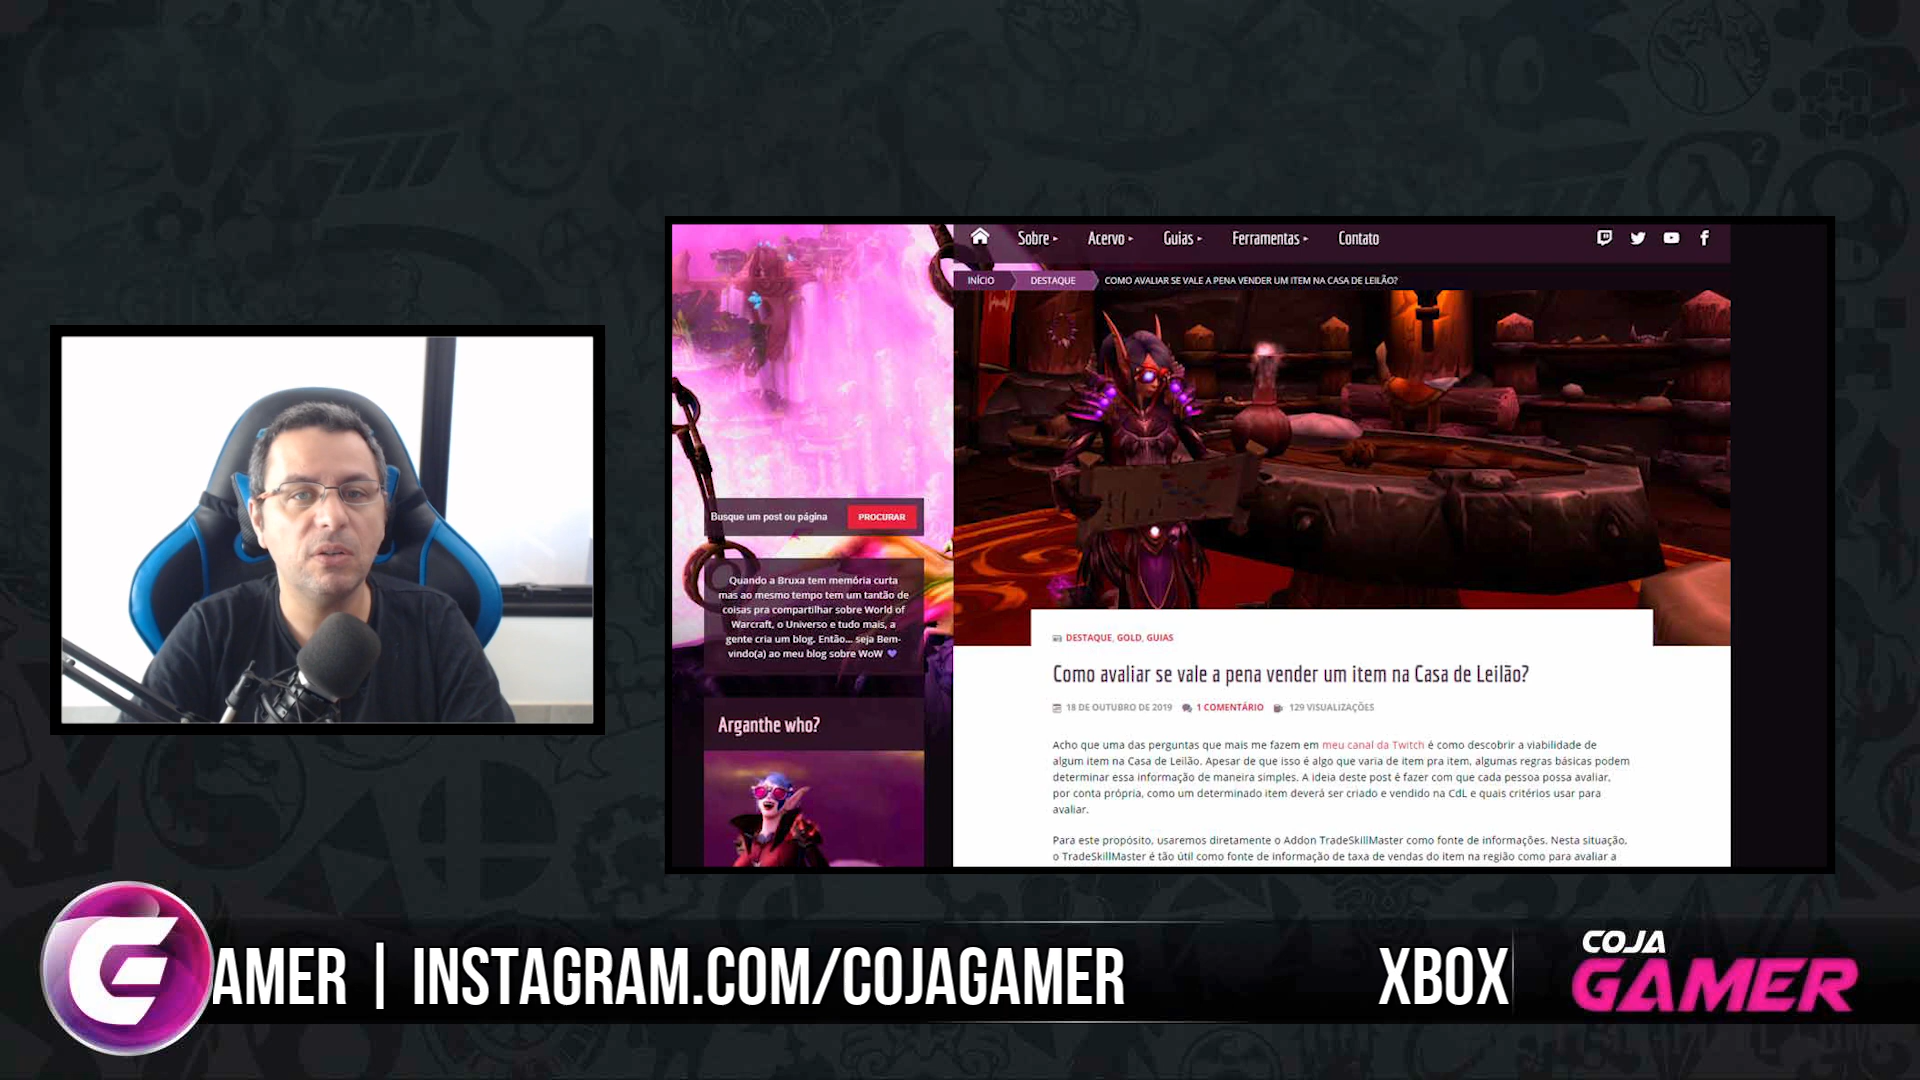 Sobre
Acervo
Guias
Ferramentas
Contato
INÍCIO
DESTAQUE
COMO AVALIAR SE VALE A PENA VENDER UM ITEM NA CASA DE LEILÃO?
Busque um post ou página
PROCURAR
Quando a Bruxa tem memória curta
mas ao mesmo tempo tem um tantão de
coisas pra compartilhar sobre World of
Warcraft, o Universo e tudo mais, a
gente cria um blog. Então... seja Bem-
vindo(a) ao meu blog sobre WoW 💜
Arganthe who?
DESTAQUE, GOLD, GUIAS
Como avaliar se vale a pena vender um item na Casa de Leilão?
18 DE OUTUBRO DE 2019 1 COMENTÁRIO 129 VISUALIZAÇÕES
Acho que uma das perguntas que mais me fazem em meu canal da Twitch é como descobrir a viabilidade de
algum item na Casa de Leilão. Apesar de que isso é algo que varia de item pra item, algumas regras básicas podem
determinar essa informação de maneira simples. A ideia deste post é fazer com que cada pessoa possa avaliar,
por conta própria, como um determinado item deverá ser criado e vendido na CdL e quais critérios usar para
avaliar.
Para este propósito, usaremos diretamente o Addon TradeSkillMaster como fonte de informações. Nesta situação,
o TradeSkillMaster é tão útil como fonte de informação de taxa de vendas do item na região como para avaliar a
AMER | INSTAGRAM.COM/COJAGAMER
XBOX
COJA
GAMER